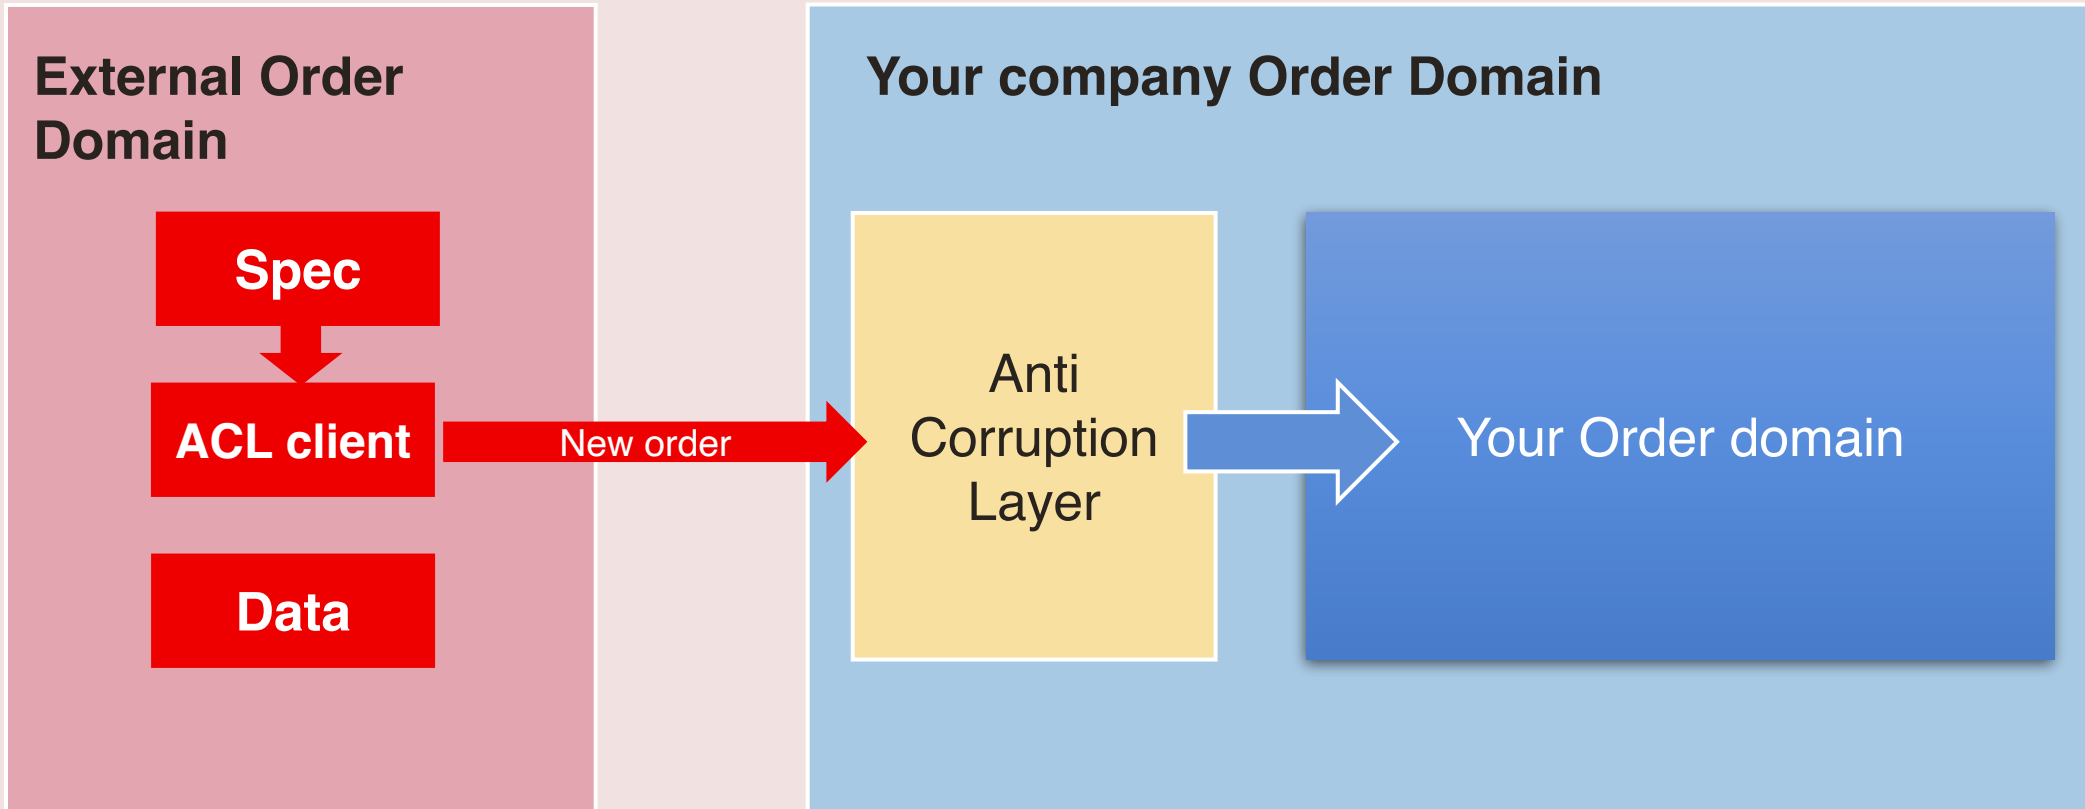 External Order
Domain
Your company Order Domain
Spec
ACL client
New order
Anti
Corruption
Layer
Your Order domain
Data